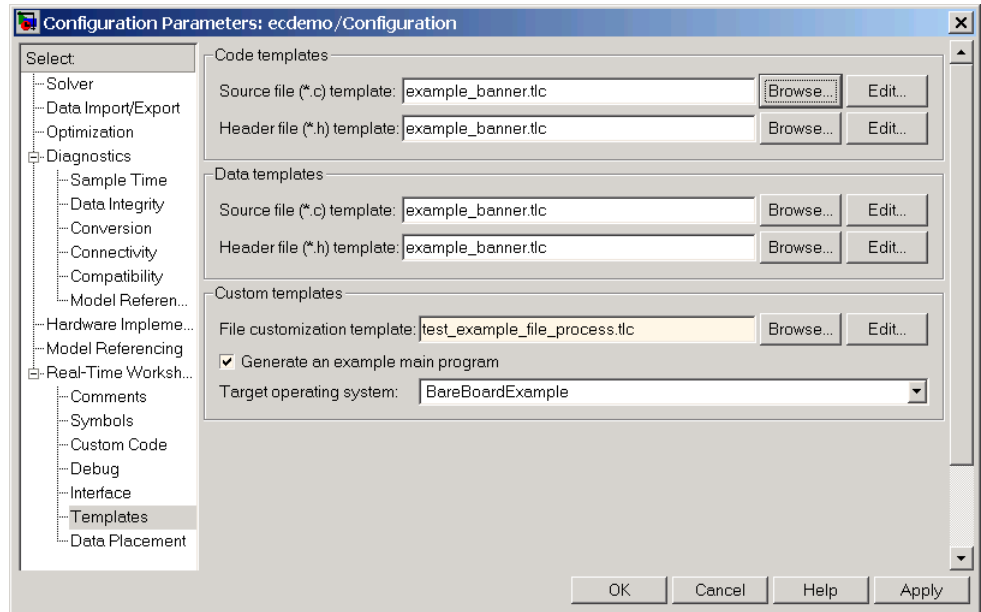 Configuration Parameters: ecdemo/Configuration
Select:
Solver
Data Import/Export
Optimization
Diagnostics
Sample Time
Data Integrity
Conversion
Connectivity
Compatibility
Model Referen...
Hardware Impleme...
Model Referencing
Real-Time Worksh...
Comments
Symbols
Custom Code
Debug
Interface
Templates
Data Placement
Code templates
Source file (*.c) template: example_banner.tlc Browse... Edit...
Header file (*.h) template: example_banner.tlc Browse... Edit...
Data templates
Source file (*.c) template: example_banner.tlc Browse... Edit...
Header file (*.h) template: example_banner.tlc Browse... Edit...
Custom templates
File customization template: test_example_file_process.tlc Browse... Edit...
Generate an example main program
Target operating system: BareBoardExample
OK Cancel Help Apply